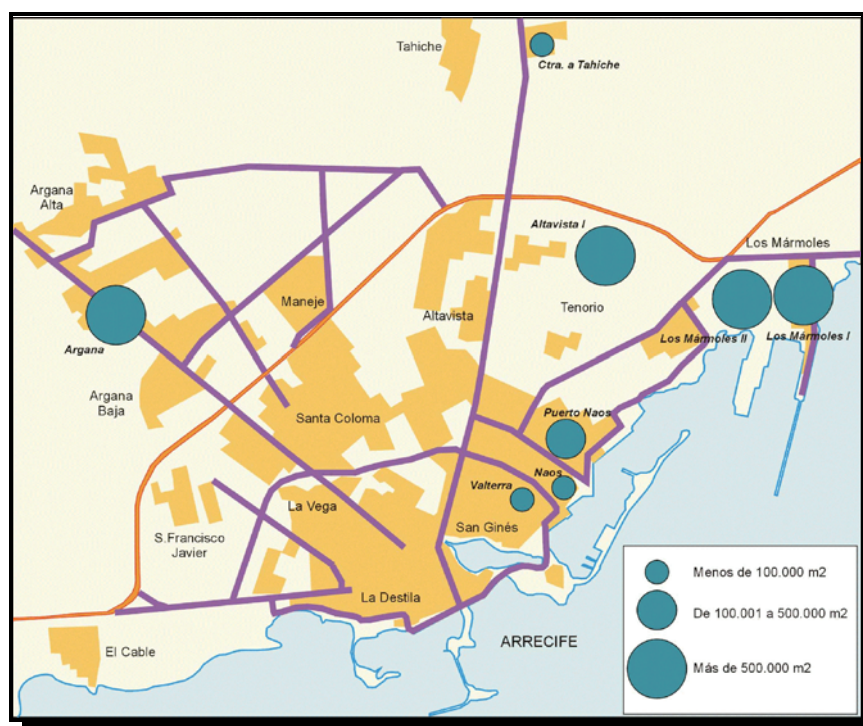 Tahiche
Ctra. a Tahiche
Argana
Alta
Altavista I
Los Mármoles
Maneje
Altavista
Tenorio
Argana
Los Mármoles II
Los Mármoles I
Argana
Baja
Santa Coloma
Puerto Naos
Naos
Valterra
La Vega
San Ginés
S.Francisco
Javier
La Destila
El Cable
ARRECIFE
Menos de 100.000 m2
De 100.001 a 500.000 m2
Más de 500.000 m2